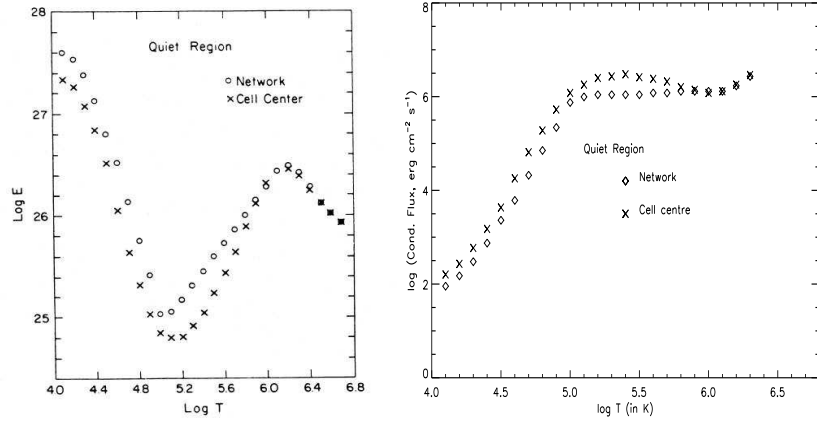 28
27
26
25
Log E
Quiet Region
o Network
× Cell Center
4.0 4.4 4.8 5.2 5.6 6.0 6.4 6.8
Log T
8
6
4
2
0
log (Cond. Flux, erg cm⁻² s⁻¹)
Quiet Region
◇ Network
× Cell centre
4.0 4.5 5.0 5.5 6.0 6.5
log T (in K)